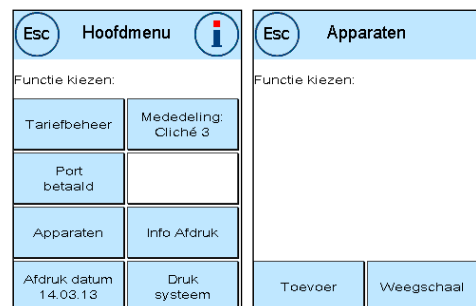 Esc
Hoofdmenu
i
Functie kiezen:
Tariefbeheer
Mededeling:
Cliché 3
Port
betaald
Apparaten
Info Afdruk
Afdruk datum
14.03.13
Druk
systeem
Esc
Apparaten
Functie kiezen:
Toevoer
Weegschaal